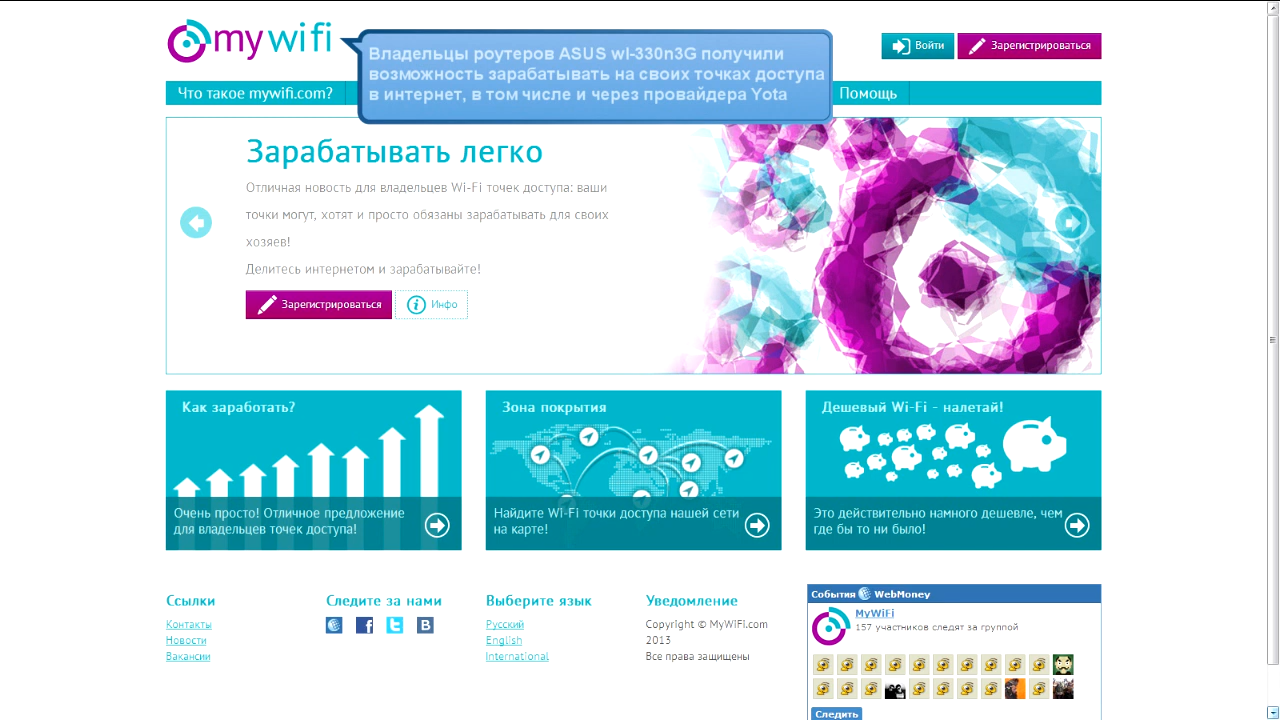 mywifi
Владельцы роутеров ASUS wl-330n3G получили
возможность зарабатывать на своих точках доступа
в интернет, в том числе и через провайдера Yota
Войти
Зарегистрироваться
Что такое mywifi.com?
Помощь
Зарабатывать легко
Отличная новость для владельцев Wi-Fi точек доступа: ваши
точки могут, хотят и просто обязаны зарабатывать для своих
хозяев!
Делитесь интернетом и зарабатывайте!
Зарегистрироваться
Инфо
Как заработать?
Очень просто! Отличное предложение
для владельцев точек доступа!
Зона покрытия
Найдите Wi-Fi точки доступа нашей сети
на карте!
Дешевый Wi-Fi - налетай!
Это действительно намного дешевле, чем
где бы то ни было!
Ссылки
Контакты
Новости
Вакансии
Следите за нами
Выберите язык
Русский
English
International
Уведомление
Copyright © MyWiFi.com
2013
Все права защищены
События WebMoney
MyWiFi
157 участников следят за группой
Следить